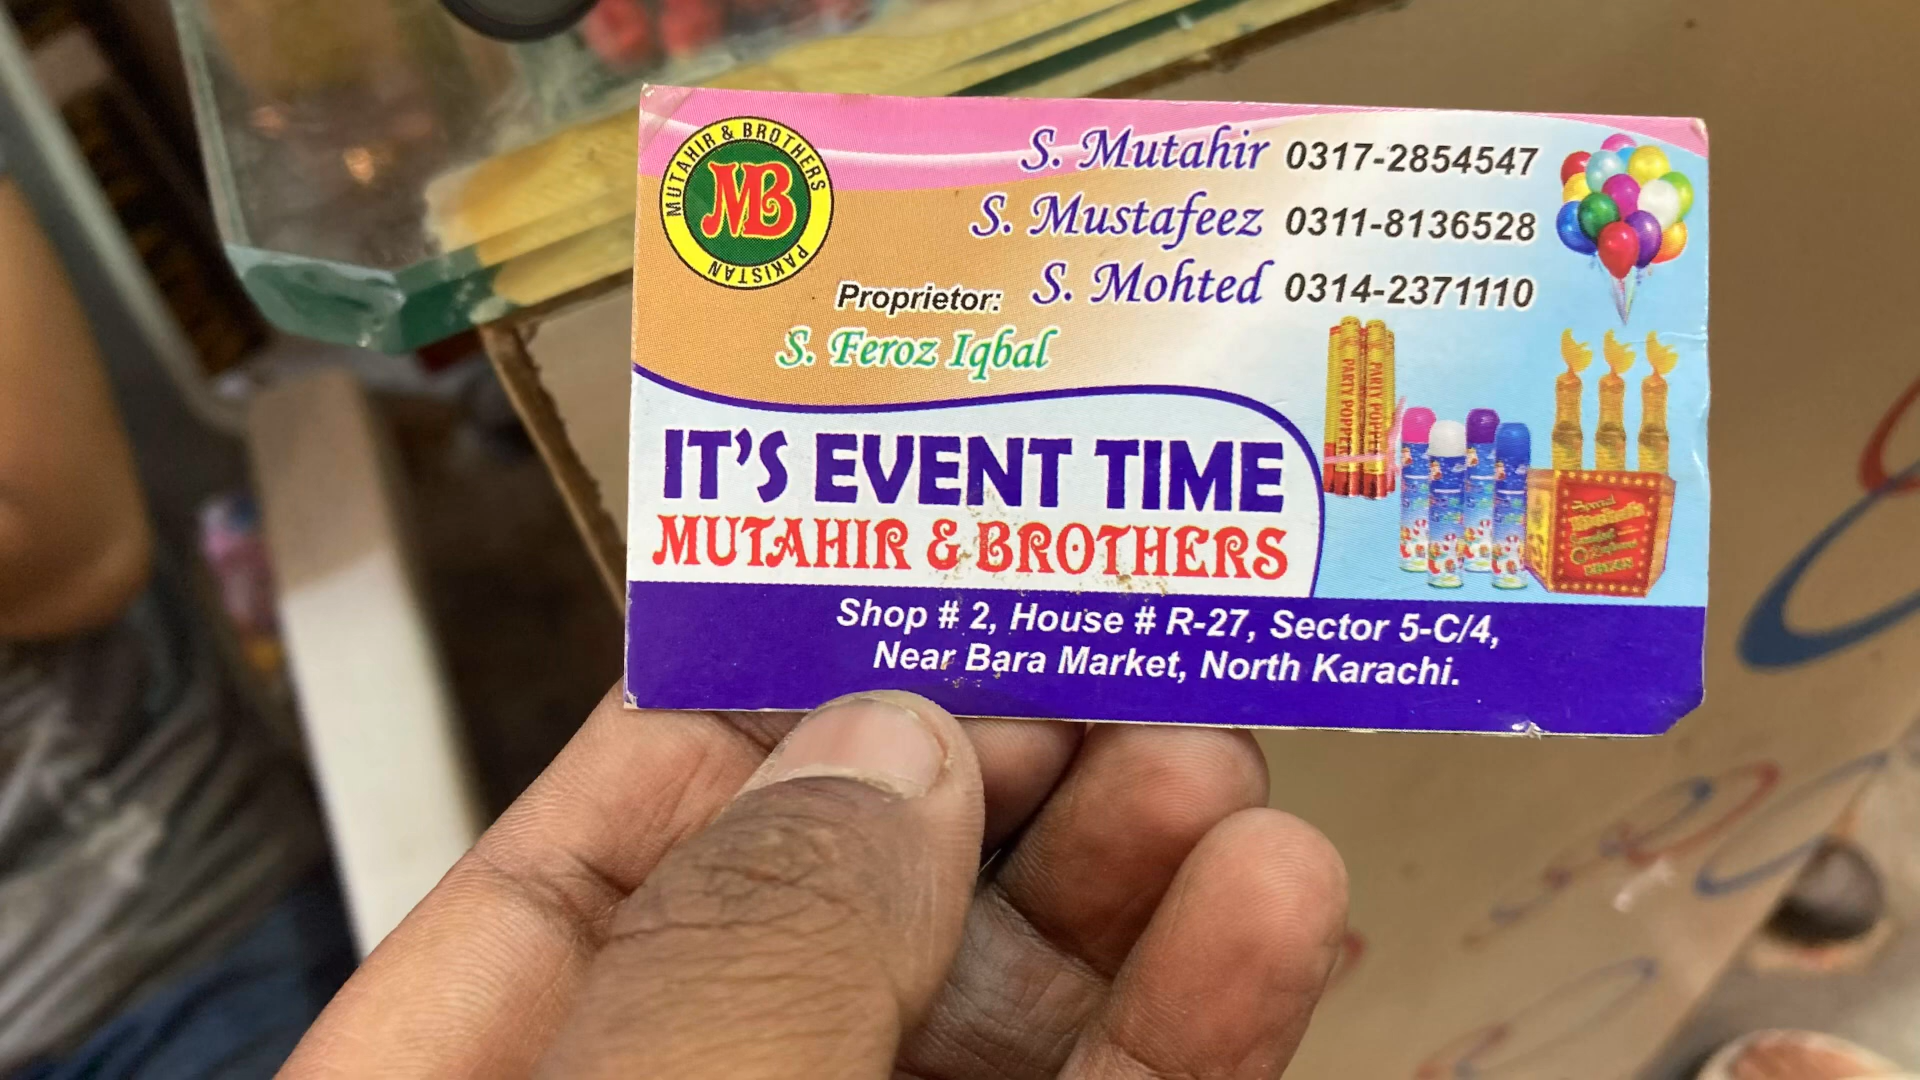 MUTAHIR & BROTHERS
MB
PAKISTAN
S. Mutahir 0317-2854547
S. Mustafeez 0311-8136528
S. Mohted 0314-2371110
Proprietor:
S. Feroz Iqbal
PARTY POPPER
PARTY POPPER
IT'S EVENT TIME
MUTAHIR & BROTHERS
Shop # 2, House # R-27, Sector 5-C/4,
Near Bara Market, North Karachi.